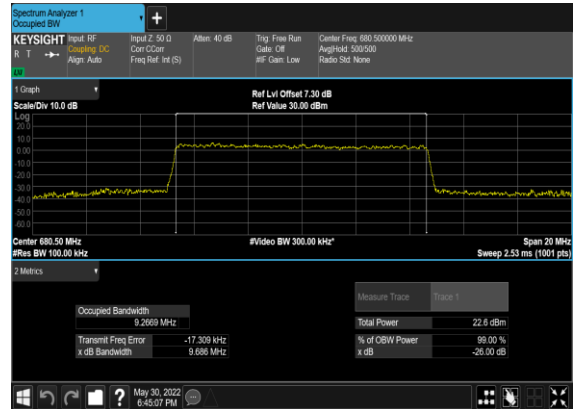 Spectrum Analyzer 1
Occupied BW
+
KEYSIGHT Input: RF Input Z: 50 Ω Atten: 40 dB Trig: Free Run Center Freq: 680.500000 MHz
R T Coupling: DC Corr CCorr Gate: Off Avg|Hold: 500/500
Align: Auto Freq Ref: Int (S) #IF Gain: Low Radio Std: None
1 Graph
Ref Lvl Offset 7.30 dB
Scale/Div 10.0 dB Ref Value 30.00 dBm
Log
20.0
10.0
0.00
-10.0
-20.0
-30.0
-40.0
-50.0
-60.0
Center 680.50 MHz #Video BW 300.00 kHz* Span 20 MHz
#Res BW 100.00 kHz Sweep 2.53 ms (1001 pts)
2 Metrics
Measure Trace Trace 1
Occupied Bandwidth
9.2669 MHz Total Power 22.6 dBm
Transmit Freq Error -17.309 kHz % of OBW Power 99.00 %
x dB Bandwidth 9.686 MHz x dB -26.00 dB
? May 30, 2022
6:45:07 PM